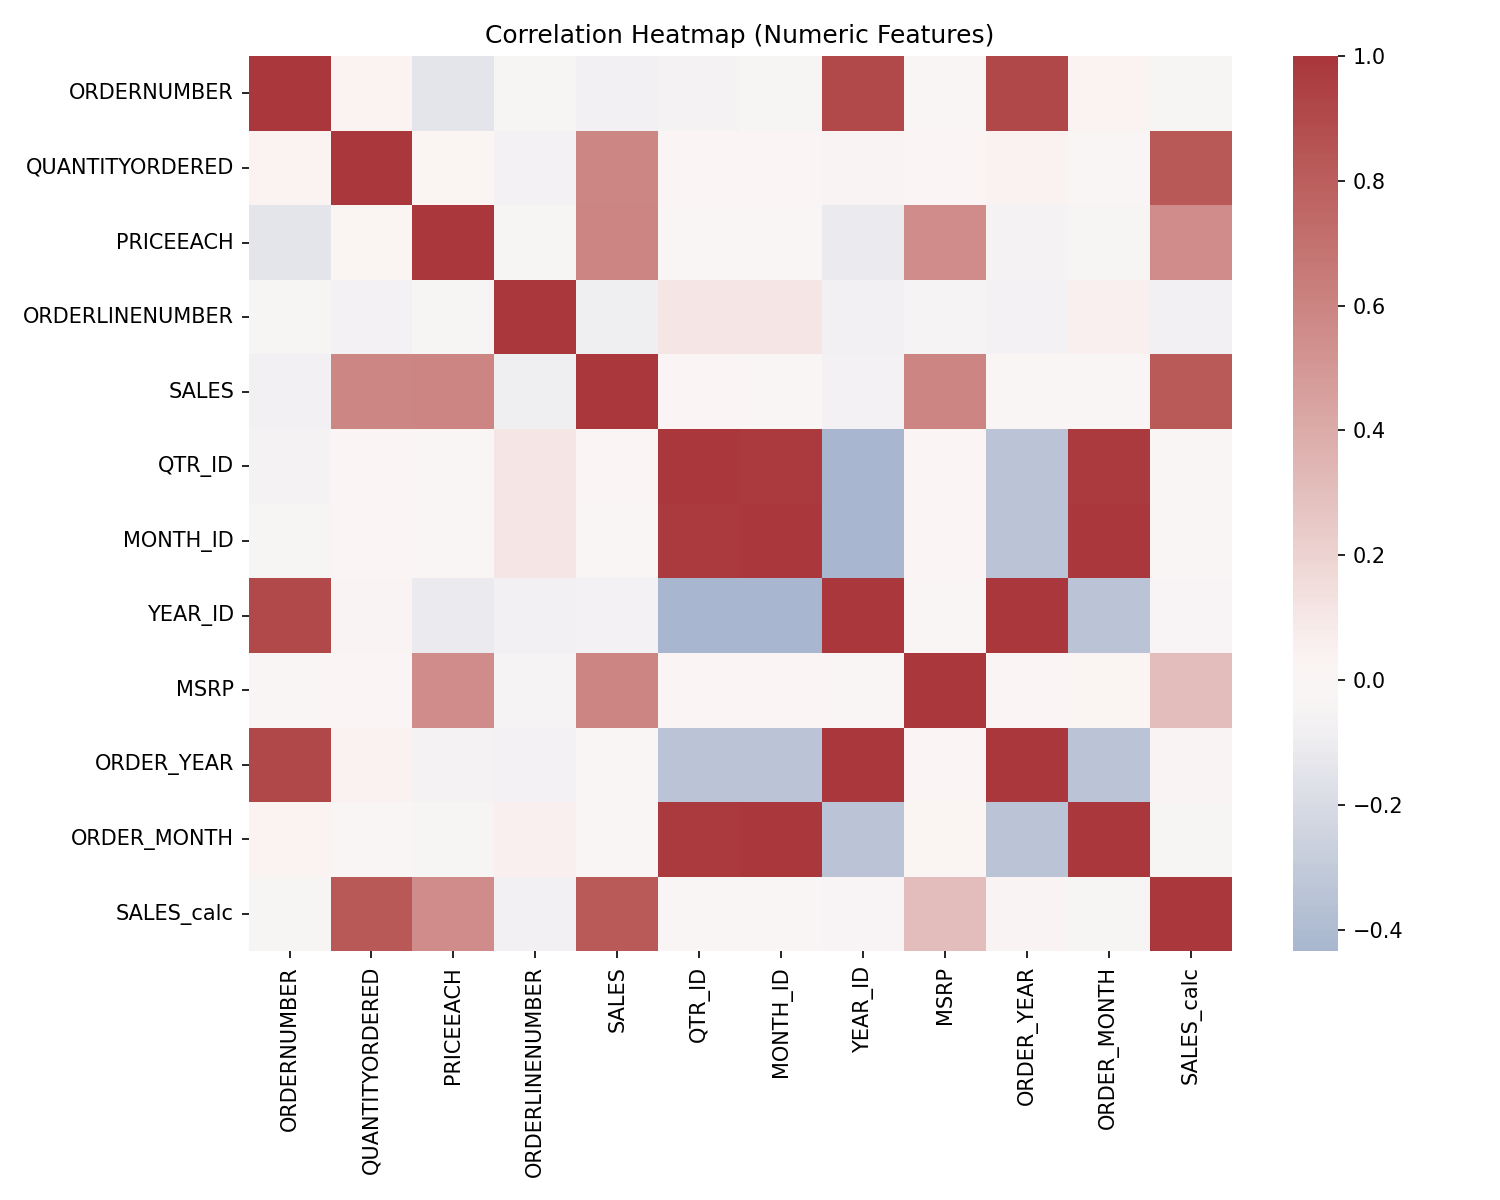 Correlation Heatmap (Numeric Features)
ORDERNUMBER
QUANTITYORDERED
PRICEEACH
ORDERLINENUMBER
SALES
QTR_ID
MONTH_ID
YEAR_ID
MSRP
ORDER_YEAR
ORDER_MONTH
SALES_calc
ORDERNUMBER
QUANTITYORDERED
PRICEEACH
ORDERLINENUMBER
SALES
QTR_ID
MONTH_ID
YEAR_ID
MSRP
ORDER_YEAR
ORDER_MONTH
SALES_calc
1.0
0.8
0.6
0.4
0.2
0.0
−0.2
−0.4